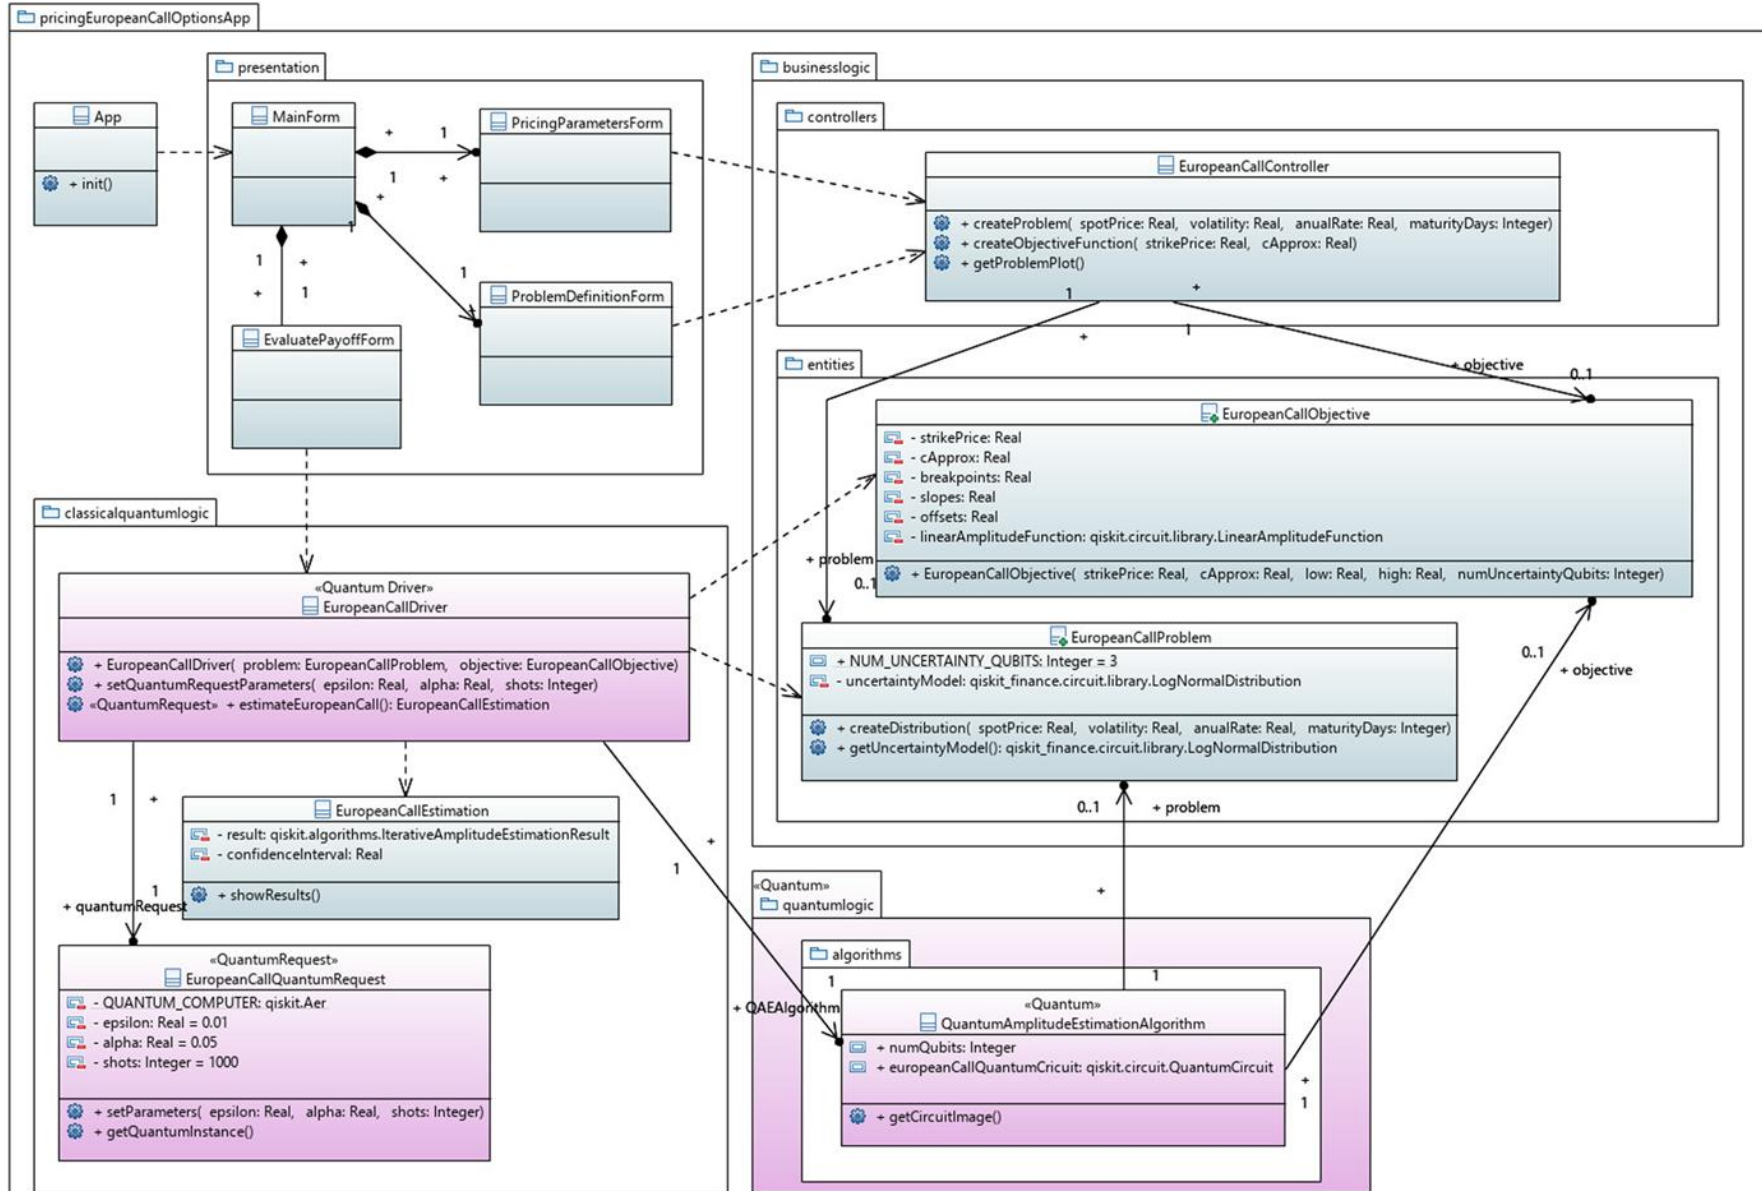 pricingEuropeanCallOptionsApp
presentation
businesslogic
App
+ init()
MainForm
+
1
1
+
PricingParametersForm
+
1
1
+
ProblemDefinitionForm
1
+
+
1
EvaluatePayoffForm
controllers
EuropeanCallController
+ createProblem( spotPrice: Real, volatility: Real, anualRate: Real, maturityDays: Integer)
+ createObjectiveFunction( strikePrice: Real, cApprox: Real)
+ getProblemPlot()
1
+
+
1
+ objective
0..1
entities
EuropeanCallObjective
- strikePrice: Real
- cApprox: Real
- breakpoints: Real
- slopes: Real
- offsets: Real
- linearAmplitudeFunction: qiskit.circuit.library.LinearAmplitudeFunction
+ EuropeanCallObjective( strikePrice: Real, cApprox: Real, low: Real, high: Real, numUncertaintyQubits: Integer)
+ problem
0..1
EuropeanCallProblem
+ NUM_UNCERTAINTY_QUBITS: Integer = 3
- uncertaintyModel: qiskit_finance.circuit.library.LogNormalDistribution
+ createDistribution( spotPrice: Real, volatility: Real, anualRate: Real, maturityDays: Integer)
+ getUncertaintyModel(): qiskit_finance.circuit.library.LogNormalDistribution
0..1
+ objective
0..1
+ problem
classicalquantumlogic
«Quantum Driver»
EuropeanCallDriver
+ EuropeanCallDriver( problem: EuropeanCallProblem, objective: EuropeanCallObjective)
+ setQuantumRequestParameters( epsilon: Real, alpha: Real, shots: Integer)
«QuantumRequest» + estimateEuropeanCall(): EuropeanCallEstimation
1
+
EuropeanCallEstimation
- result: qiskit.algorithms.IterativeAmplitudeEstimationResult
- confidenceInterval: Real
+ showResults()
1
+ quantumRequest
+
1
«QuantumRequest»
EuropeanCallQuantumRequest
- QUANTUM_COMPUTER: qiskit.Aer
- epsilon: Real = 0.01
- alpha: Real = 0.05
- shots: Integer = 1000
+ setParameters( epsilon: Real, alpha: Real, shots: Integer)
+ getQuantumInstance()
«Quantum»
quantumlogic
+
algorithms
1
1
+ QAEAlgorithm
«Quantum»
QuantumAmplitudeEstimationAlgorithm
+ numQubits: Integer
+ europeanCallQuantumCricuit: qiskit.circuit.QuantumCircuit
+ getCircuitImage()
+
1